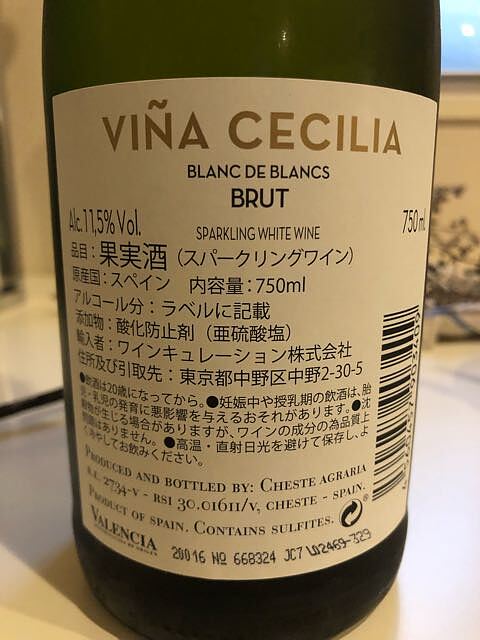 VIÑA CECILIA
BLANC DE BLANCS
BRUT
Alc. 11,5% Vol.
750 ml
SPARKLING WHITE WINE
品目：果実酒（スパークリングワイン）
原産国：スペイン　内容量：750ml
アルコール分：ラベルに記載
添加物：酸化防止剤（亜硫酸塩）
輸入者：ワインキュレーション株式会社
住所及び引取先：東京都中野区中野2-30-5
●飲酒は20歳になってから。●妊娠中や授乳期の飲酒は、胎
児・乳児の発育に悪影響を与えるおそれがあります。●沈
殿物が生じる場合がありますが、ワインの成分の為品質上
問題はありません。●高温・直射日光を避けて保存し、よ
く冷やしてお飲みください。
PRODUCED AND BOTTLED BY: CHESTE AGRARIA
A.L. 2734-V - RSI 30.01611/V, CHESTE - SPAIN.
PRODUCT OF SPAIN. CONTAINS SULFITES.
VALENCIA
20016 Nº 668324 JC7